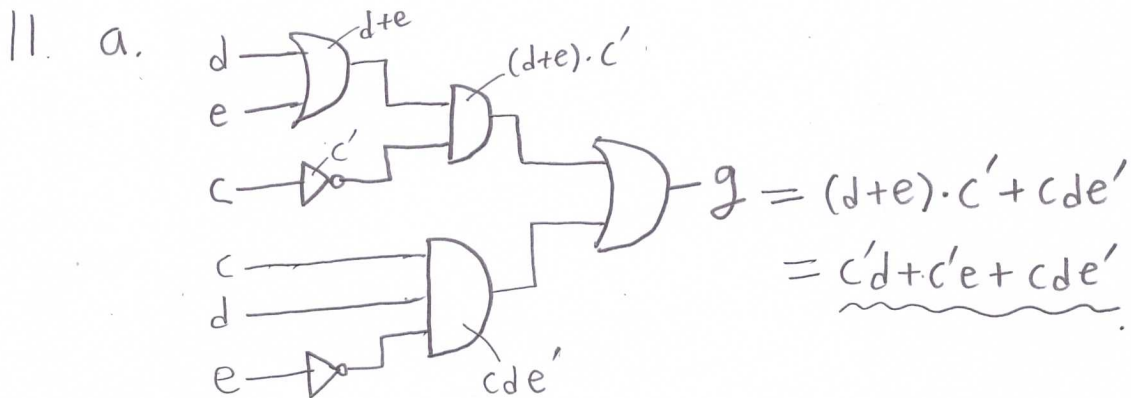 11. a.
d
d+e
e
(d+e)·c'
c
c'
g = (d+e)·c' + cde'
= c'd + c'e + cde'.
c
d
e
cde'